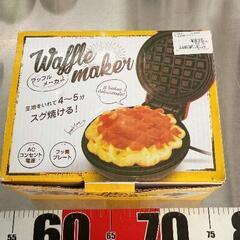 Waffle
maker
ワッフル
メーカー
生地をいれて4～5分
スグ焼ける!
AC
コンセント
電源
フッ素
プレート
60 70 8